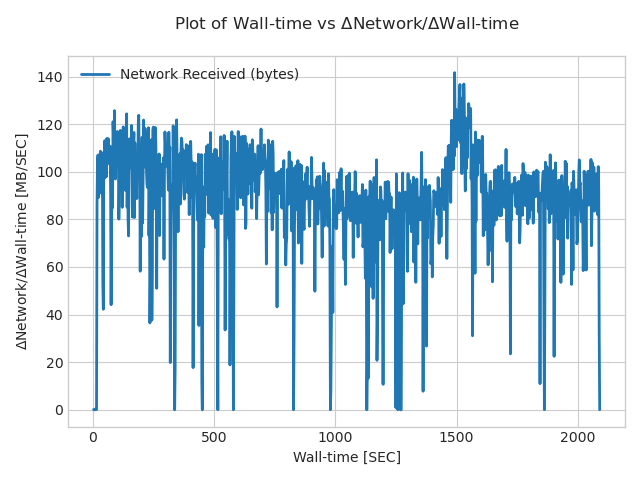 Plot of Wall-time vs ΔNetwork/ΔWall-time
Network Received (bytes)
ΔNetwork/ΔWall-time [MB/SEC]
140
120
100
80
60
40
20
0
0 500 1000 1500 2000
Wall-time [SEC]